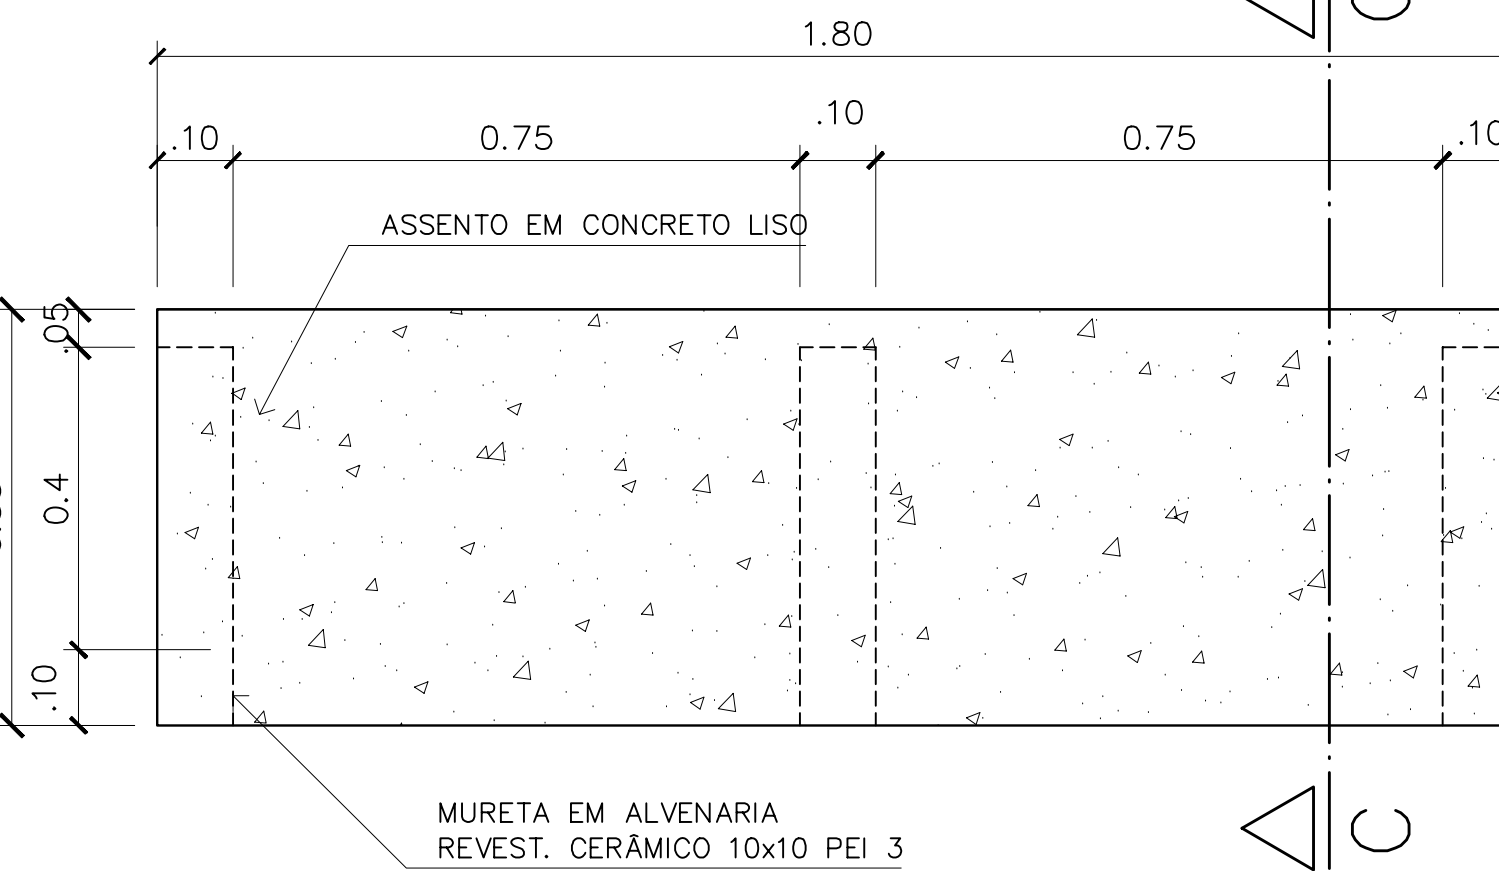 1.80
.10
0.75
.10
0.75
.10
ASSENTO EM CONCRETO LISO
.05
0.4
.10
MURETA EM ALVENARIA
REVEST. CERÂMICO 10x10 PEI 3
C